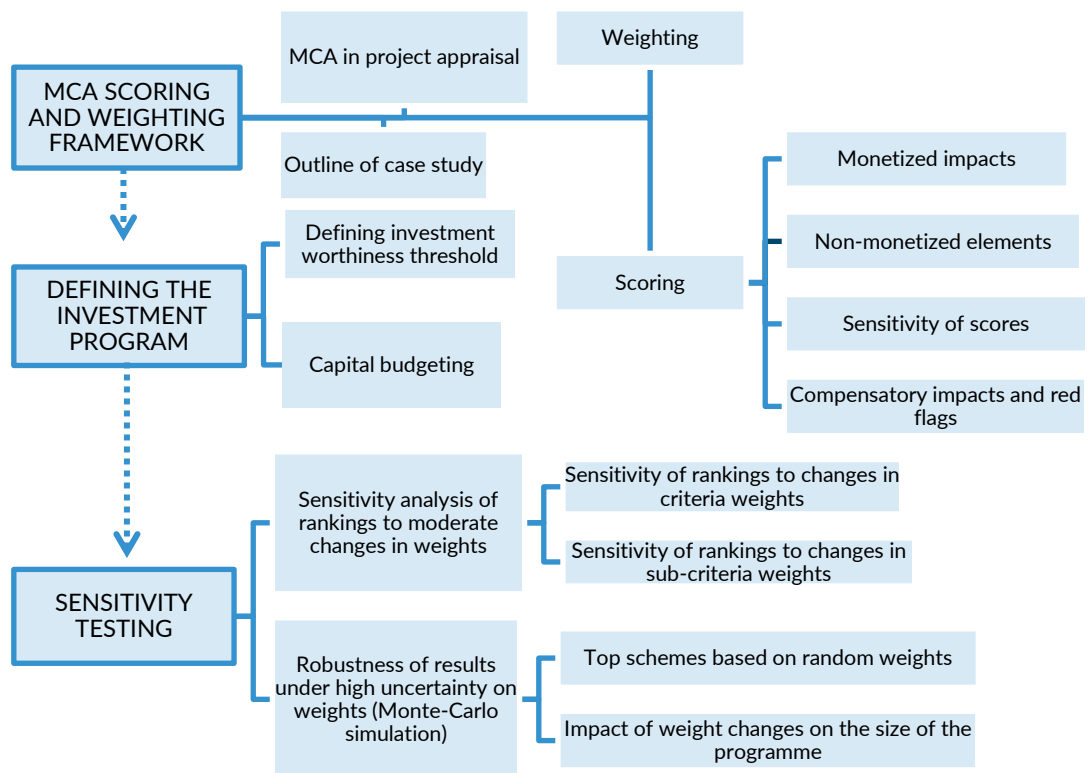 MCA SCORING
AND WEIGHTING
FRAMEWORK
MCA in project appraisal
Outline of case study
Weighting
Scoring
Monetized impacts
Non-monetized elements
Sensitivity of scores
Compensatory impacts and red
flags
DEFINING THE
INVESTMENT
PROGRAM
Defining investment
worthiness threshold
Capital budgeting
SENSITIVITY
TESTING
Sensitivity analysis of
rankings to moderate
changes in weights
Sensitivity of rankings to changes in
criteria weights
Sensitivity of rankings to changes in
sub-criteria weights
Robustness of results
under high uncertainty on
weights (Monte-Carlo
simulation)
Top schemes based on random weights
Impact of weight changes on the size of the
programme